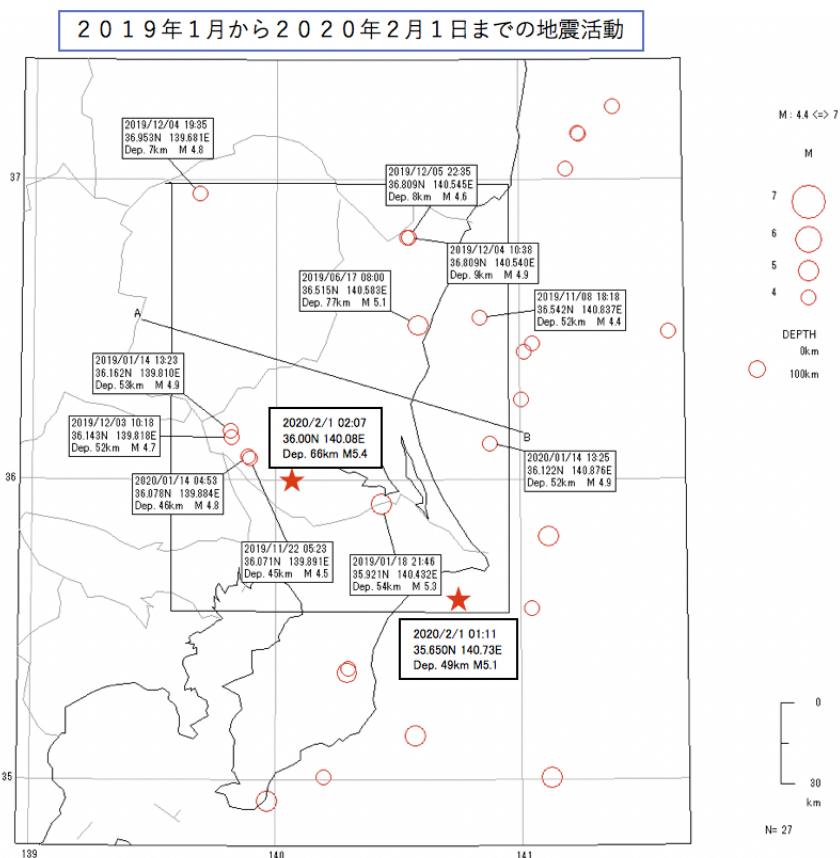 ２０１９年１月から２０２０年２月１日までの地震活動
M : 4.4 <=> 7
M
7
6
5
4
DEPTH
0km
100km
0
30
km
N= 27
37
36
35
139
140
141
A
B
2019/12/04 19:35
36.953N 139.681E
Dep. 7km M 4.8
2019/12/05 22:35
36.809N 140.545E
Dep. 8km M 4.6
2019/12/04 10:38
36.809N 140.540E
Dep. 9km M 4.9
2019/06/17 08:00
36.515N 140.583E
Dep. 77km M 5.1
2019/11/08 18:18
36.542N 140.837E
Dep. 52km M 4.4
2019/01/14 13:23
36.162N 139.810E
Dep. 53km M 4.9
2019/12/03 10:18
36.143N 139.818E
Dep. 52km M 4.7
2020/2/1 02:07
36.00N 140.08E
Dep. 66km M5.4
2020/01/14 13:25
36.122N 140.876E
Dep. 52km M 4.9
2020/01/14 04:53
36.078N 139.884E
Dep. 46km M 4.8
2019/11/22 05:23
36.071N 139.891E
Dep. 45km M 4.5
2019/01/18 21:46
35.921N 140.432E
Dep. 54km M 5.3
2020/2/1 01:11
35.650N 140.73E
Dep. 49km M5.1